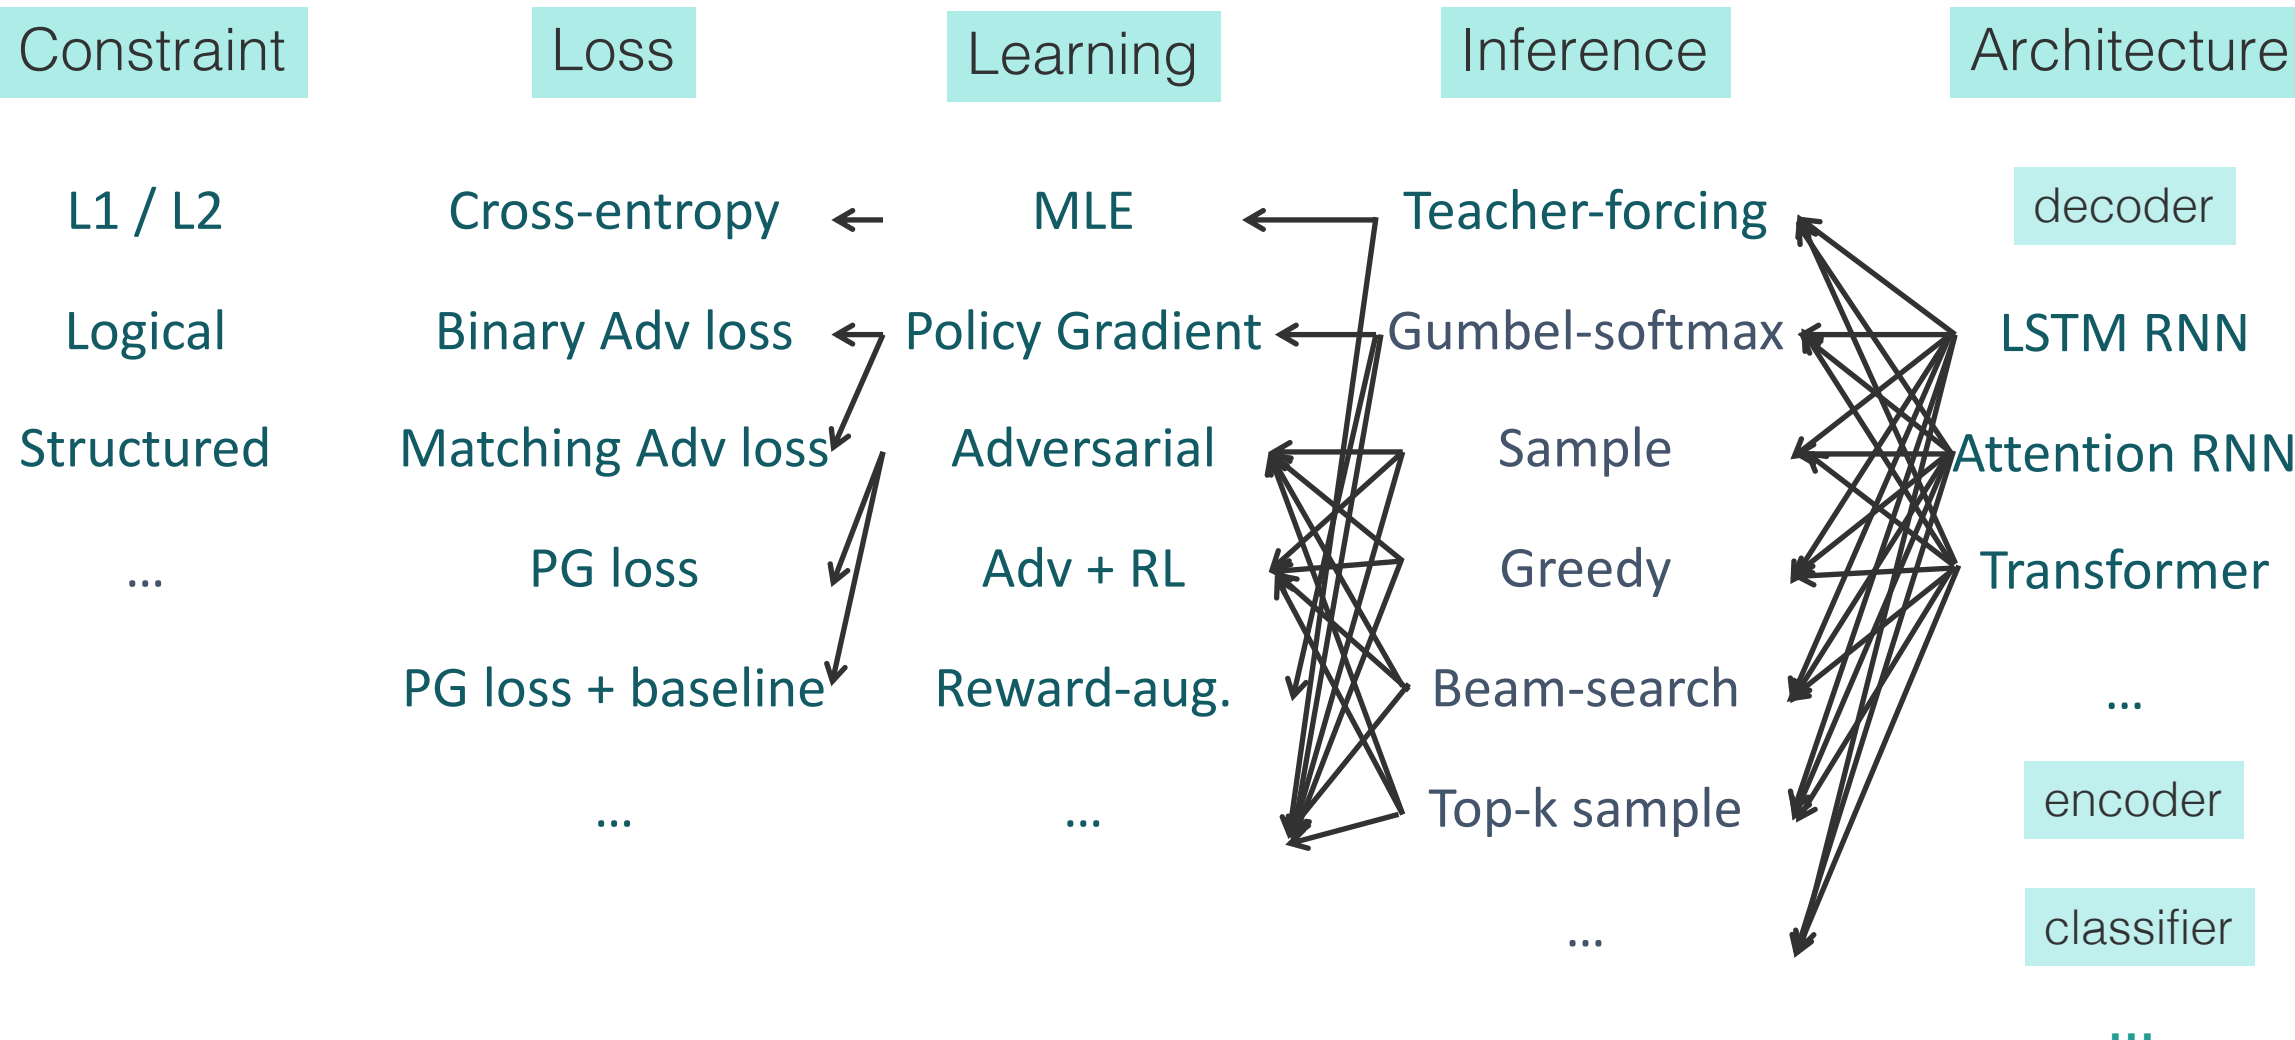 Constraint
L1 / L2
Logical
Structured
...
Loss
Cross-entropy
Binary Adv loss
Matching Adv loss
PG loss
PG loss + baseline
...
Learning
MLE
Policy Gradient
Adversarial
Adv + RL
Reward-aug.
...
Inference
Teacher-forcing
Gumbel-softmax
Sample
Greedy
Beam-search
Top-k sample
...
Architecture
decoder
LSTM RNN
Attention RNN
Transformer
...
encoder
classifier
...